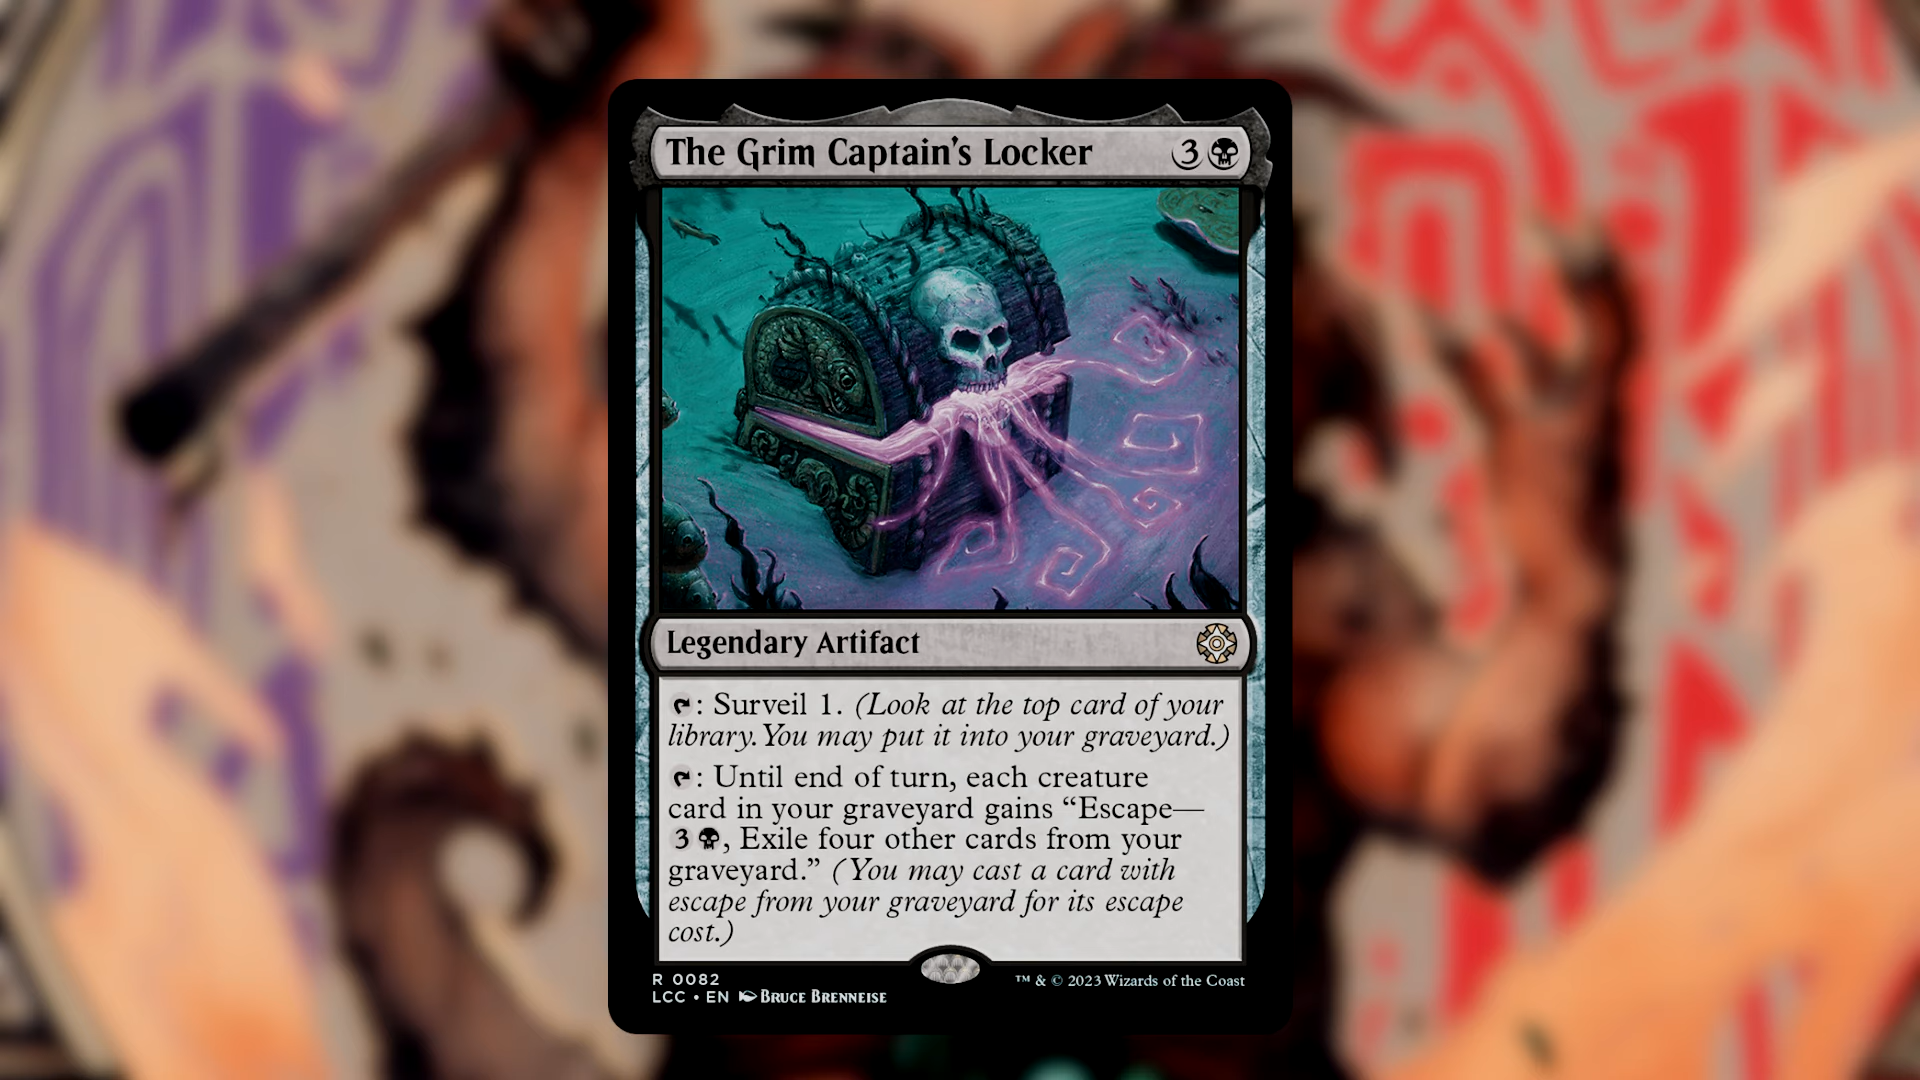 The Grim Captain's Locker 3
Legendary Artifact
: Surveil 1. (Look at the top card of your
library. You may put it into your graveyard.)
: Until end of turn, each creature
card in your graveyard gains “Escape—
3 , Exile four other cards from your
graveyard.” (You may cast a card with
escape from your graveyard for its escape
cost.)
R 0082
LCC • EN Bruce Brenneise
™ & © 2023 Wizards of the Coast